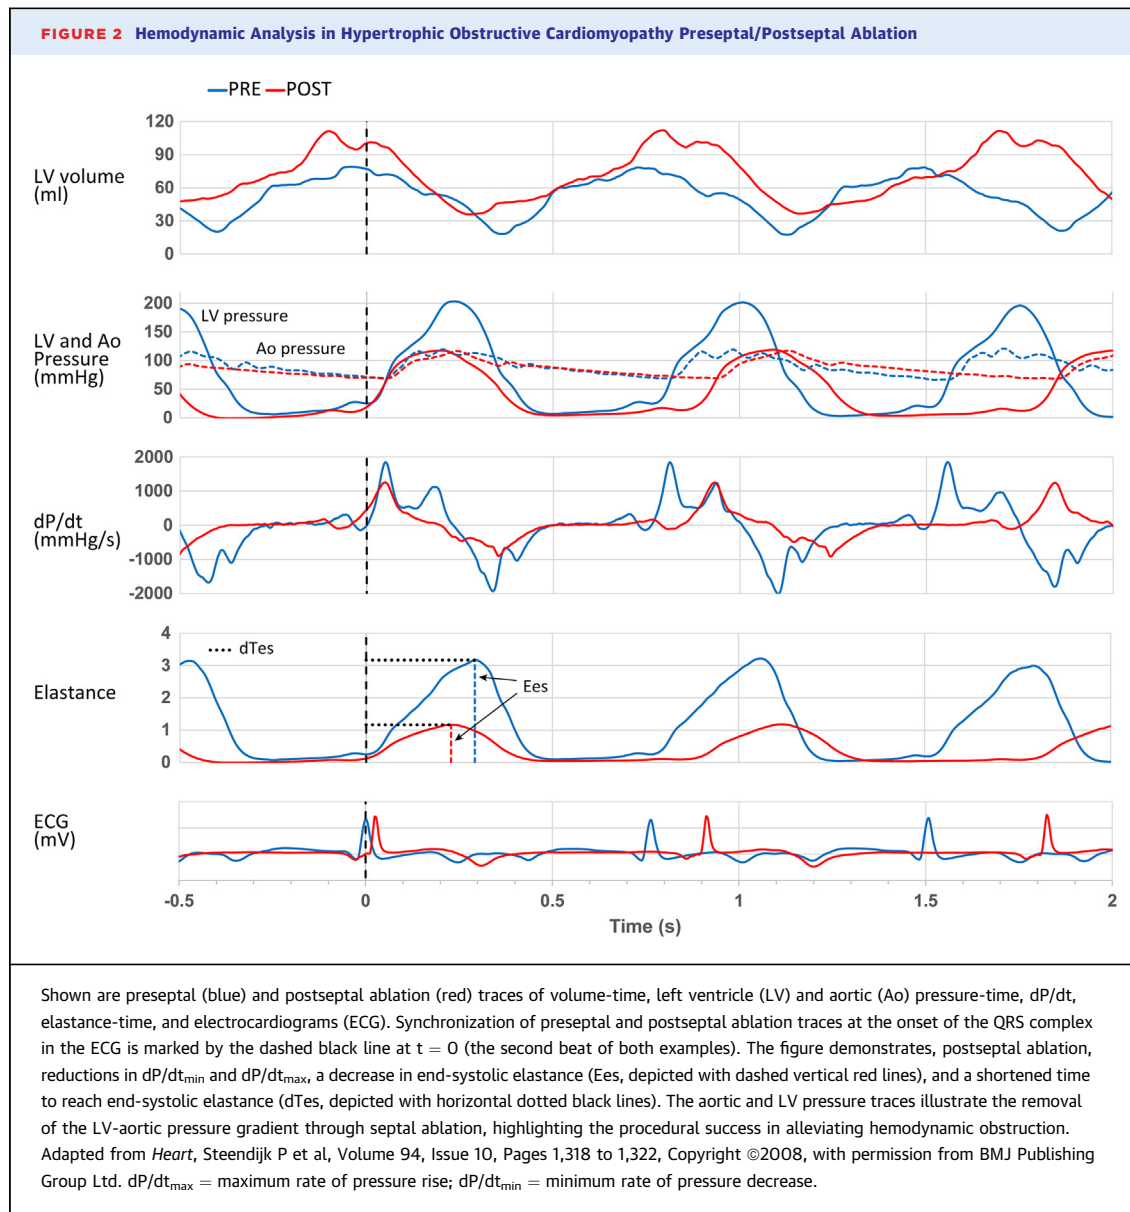 FIGURE 2 Hemodynamic Analysis in Hypertrophic Obstructive Cardiomyopathy Preseptal/Postseptal Ablation
PRE POST
LV volume
(ml)
120
90
60
30
0
LV and Ao
Pressure
(mmHg)
200
150
100
50
0
LV pressure
Ao pressure
dP/dt
(mmHg/s)
2000
1000
0
-1000
-2000
Elastance
4
3
2
1
0
dTes
Ees
ECG
(mV)
-0.5 0 0.5 1 1.5 2
Time (s)
Shown are preseptal (blue) and postseptal ablation (red) traces of volume-time, left ventricle (LV) and aortic (Ao) pressure-time, dP/dt,
elastance-time, and electrocardiograms (ECG). Synchronization of preseptal and postseptal ablation traces at the onset of the QRS complex
in the ECG is marked by the dashed black line at t = 0 (the second beat of both examples). The figure demonstrates, postseptal ablation,
reductions in dP/dtmin and dP/dtmax, a decrease in end-systolic elastance (Ees, depicted with dashed vertical red lines), and a shortened time
to reach end-systolic elastance (dTes, depicted with horizontal dotted black lines). The aortic and LV pressure traces illustrate the removal
of the LV-aortic pressure gradient through septal ablation, highlighting the procedural success in alleviating hemodynamic obstruction.
Adapted from Heart, Steendijk P et al, Volume 94, Issue 10, Pages 1,318 to 1,322, Copyright ©2008, with permission from BMJ Publishing
Group Ltd. dP/dtmax = maximum rate of pressure rise; dP/dtmin = minimum rate of pressure decrease.